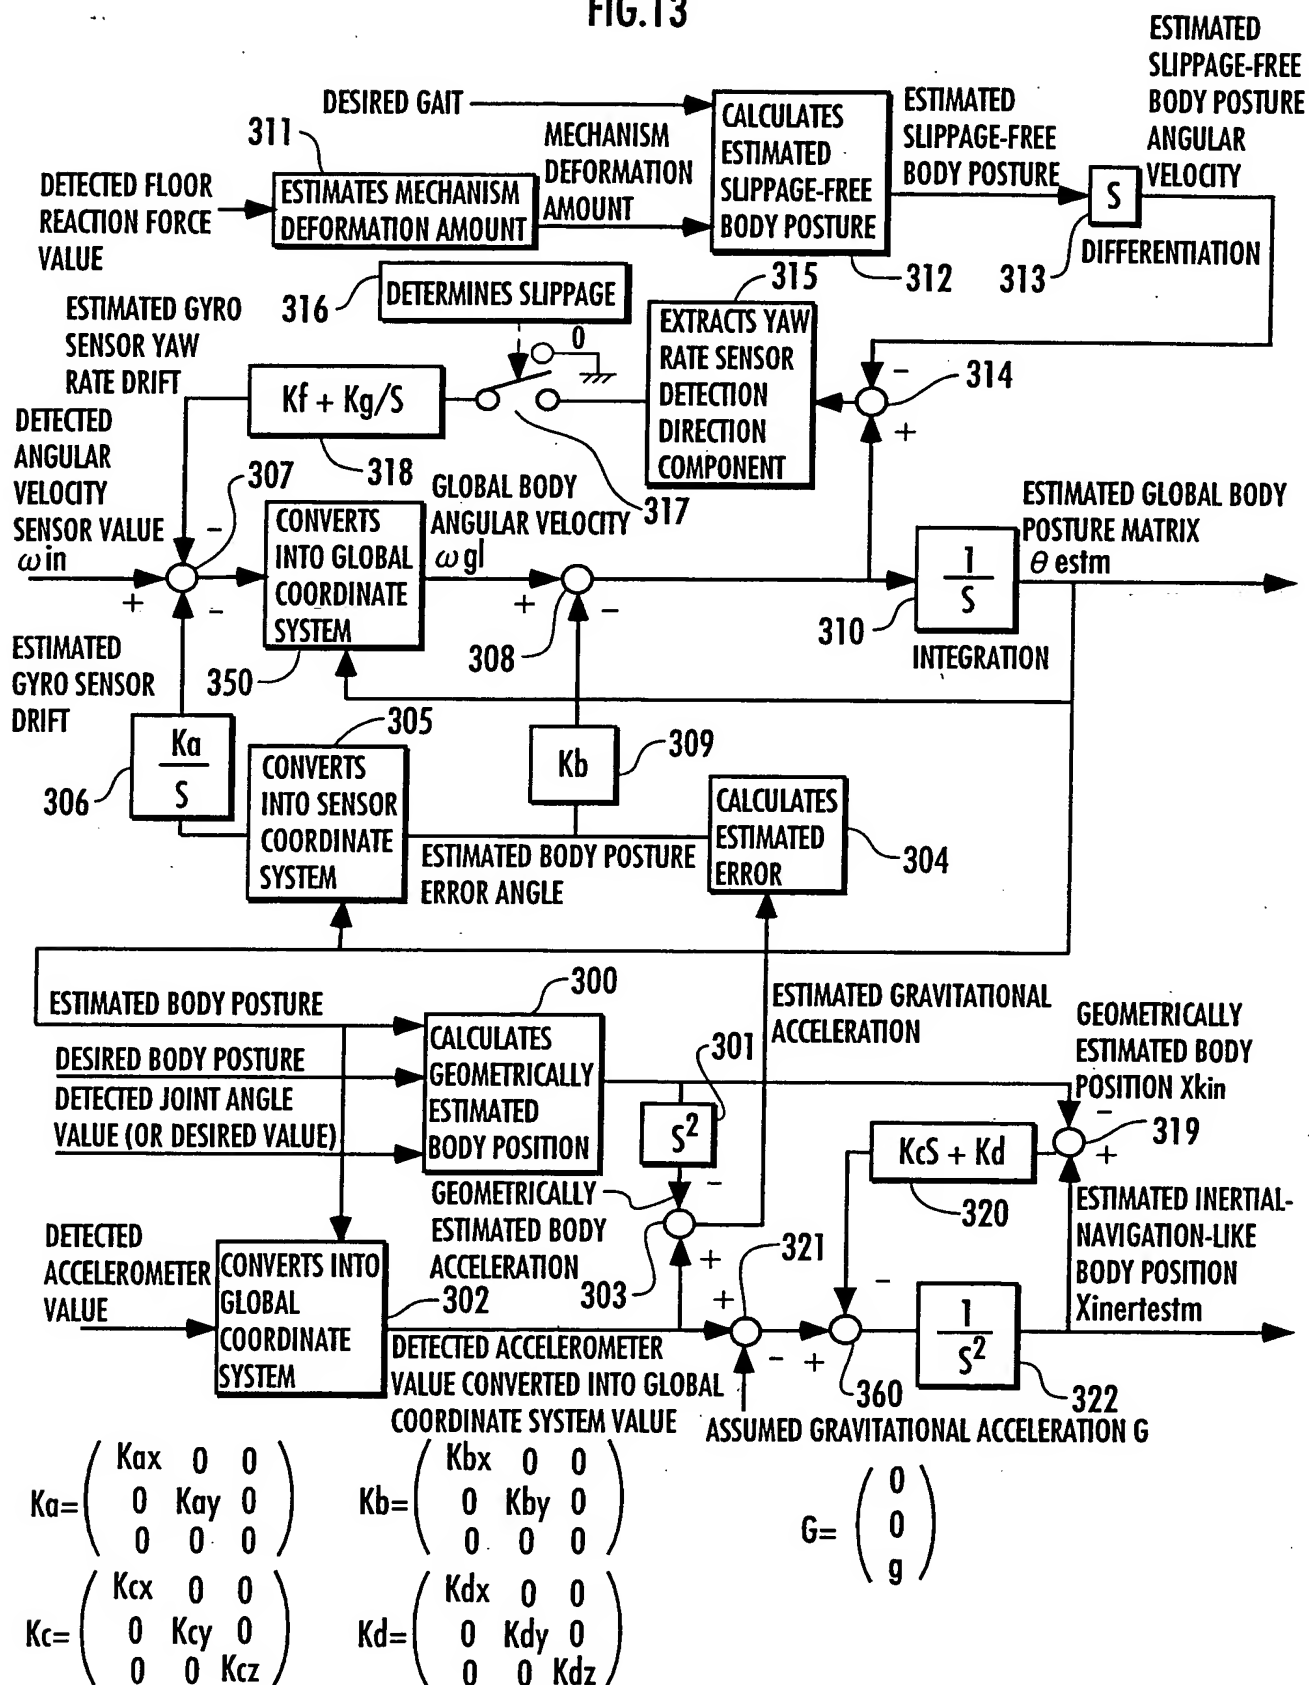 FIG.13
ESTIMATED
SLIPPAGE-FREE
BODY POSTURE
ANGULAR
VELOCITY
DESIRED GAIT
311
MECHANISM
DEFORMATION
AMOUNT
CALCULATES
ESTIMATED
SLIPPAGE-FREE
BODY POSTURE
ESTIMATED
SLIPPAGE-FREE
BODY POSTURE
DETECTED FLOOR
REACTION FORCE
VALUE
ESTIMATES MECHANISM
DEFORMATION AMOUNT
S
DIFFERENTIATION
312
313
316
DETERMINES SLIPPAGE
315
ESTIMATED GYRO
SENSOR YAW
RATE DRIFT
0
EXTRACTS YAW
RATE SENSOR
DETECTION
DIRECTION
COMPONENT
−
314
+
Kf + Kg/S
318
317
DETECTED
ANGULAR
VELOCITY
SENSOR VALUE
ωin
307
−
+
−
CONVERTS
INTO GLOBAL
COORDINATE
SYSTEM
350
GLOBAL BODY
ANGULAR VELOCITY
ωgl
+
−
308
1
S
310
INTEGRATION
ESTIMATED GLOBAL BODY
POSTURE MATRIX
θ estm
ESTIMATED
GYRO SENSOR
DRIFT
Ka
S
306
305
CONVERTS
INTO SENSOR
COORDINATE
SYSTEM
Kb
309
CALCULATES
ESTIMATED
ERROR
304
ESTIMATED BODY POSTURE
ERROR ANGLE
ESTIMATED BODY POSTURE
DESIRED BODY POSTURE
DETECTED JOINT ANGLE
VALUE (OR DESIRED VALUE)
300
CALCULATES
GEOMETRICALLY
ESTIMATED
BODY POSITION
ESTIMATED GRAVITATIONAL
ACCELERATION
301
S²
−
GEOMETRICALLY
ESTIMATED BODY
ACCELERATION
303
+
GEOMETRICALLY
ESTIMATED BODY
POSITION Xkin
−
319
+
KcS + Kd
320
ESTIMATED INERTIAL-
NAVIGATION-LIKE
BODY POSITION
Xinertestm
DETECTED
ACCELEROMETER
VALUE
CONVERTS INTO
GLOBAL
COORDINATE
SYSTEM
302
+
321
−
−
+
360
1
S²
322
DETECTED ACCELEROMETER
VALUE CONVERTED INTO GLOBAL
COORDINATE SYSTEM VALUE
ASSUMED GRAVITATIONAL ACCELERATION G
Ka=
Kax 0 0
0 Kay 0
0 0 0
Kb=
Kbx 0 0
0 Kby 0
0 0 0
G=
0
0
g
Kc=
Kcx 0 0
0 Kcy 0
0 0 Kcz
Kd=
Kdx 0 0
0 Kdy 0
0 0 Kdz